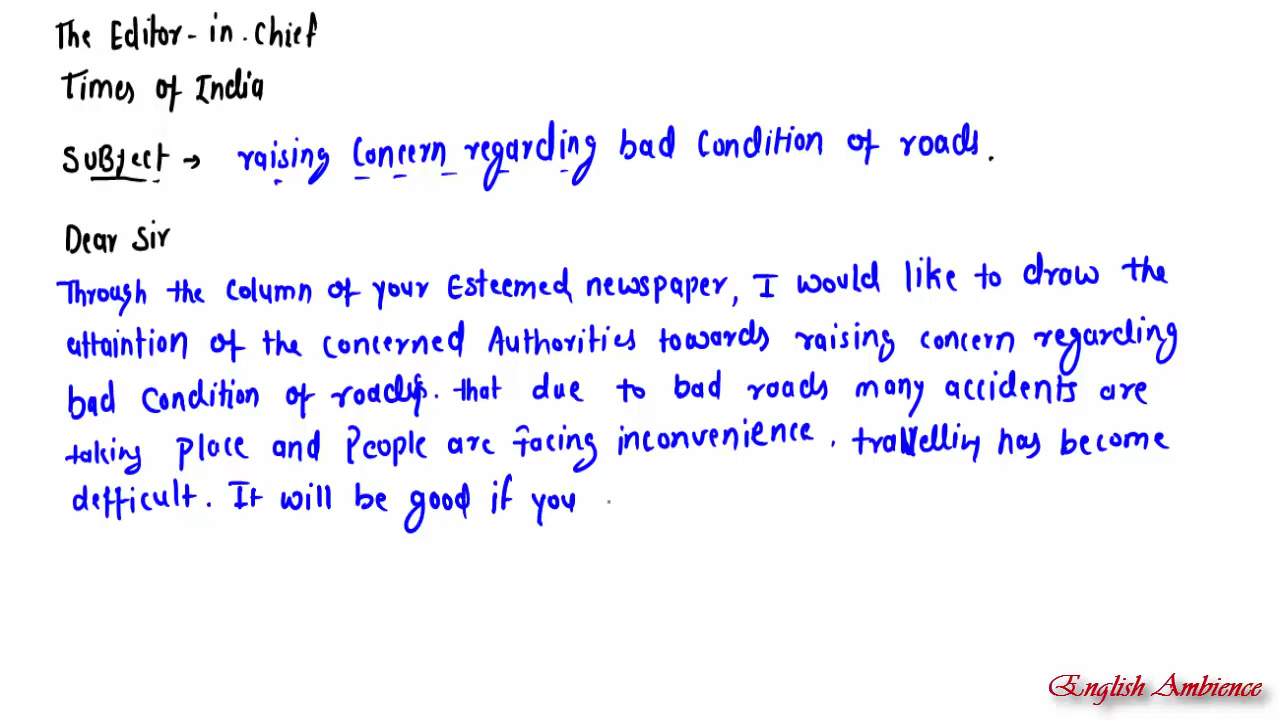 The Editor-in-Chief
Times of India
Subject → raising concern regarding bad Condition of roads.
Dear Sir
Through the column of your Esteemed newspaper, I would like to draw the
attaintion of the concerned Authorities towards raising concern regarding
bad Condition of roads. that due to bad roads many accidents are
taking place and People are facing inconvenience. travelling has become
defficult. It will be good if you
English Ambience